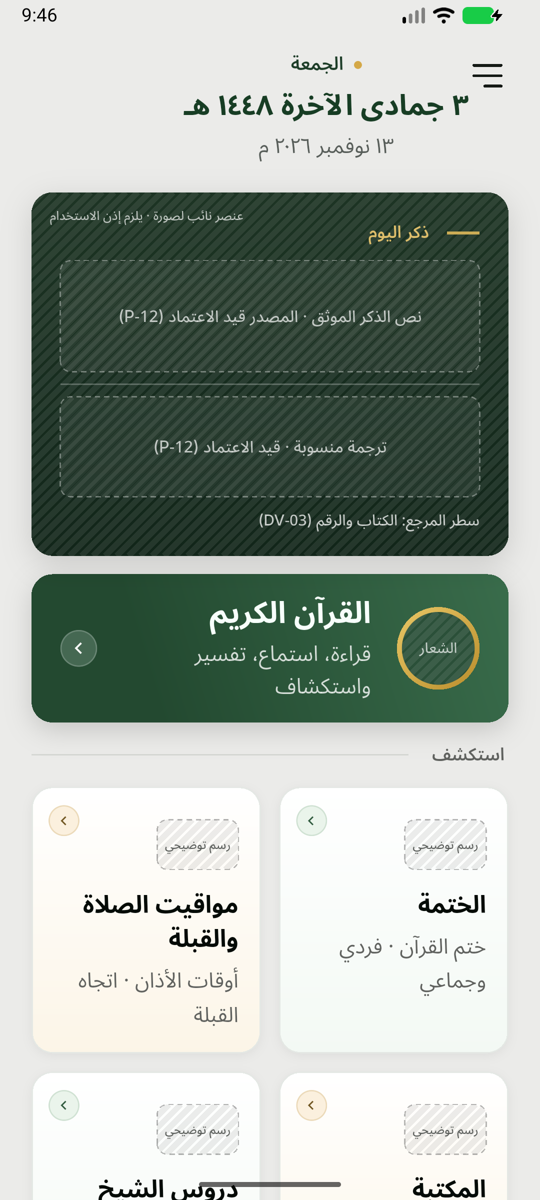 9:46
الجمعة
٣ جمادى الآخرة ١٤٤٨ هـ
١٣ نوفمبر ٢٠٢٦ م
عنصر نائب لصورة · يلزم إذن الاستخدام
ذكر اليوم
نص الذكر الموثق · المصدر قيد الاعتماد (P-12)
ترجمة منسوبة · قيد الاعتماد (P-12)
سطر المرجع: الكتاب والرقم (DV-03)
الشعار
القرآن الكريم
قراءة، استماع، تفسير
واستكشاف
استكشف
رسم توضيحي
الختمة
ختم القرآن · فردي
وجماعي
رسم توضيحي
مواقيت الصلاة
والقبلة
أوقات الأذان · اتجاه
القبلة
رسم توضيحي
المكتبة
رسم توضيحي
دروس الشيخ